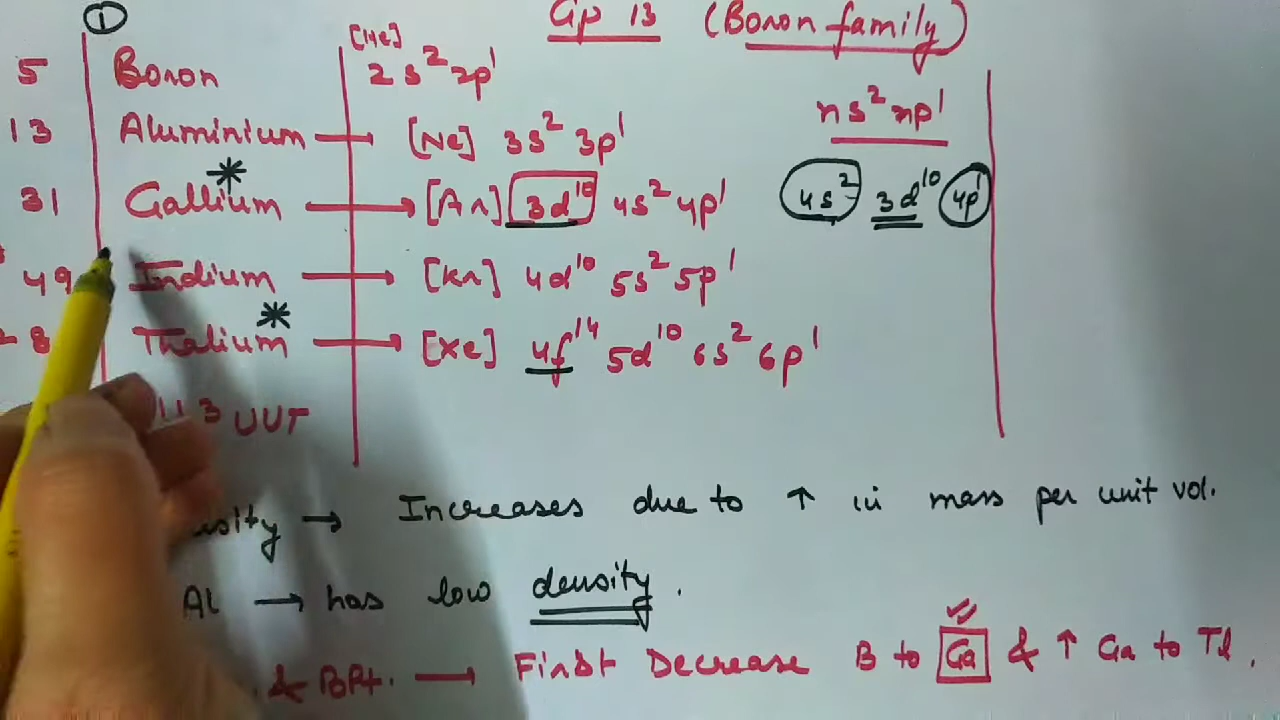 ①
Gp 13 (Boron family)
5 Boron [He] 2s² 2p¹
ns² np¹
13 Aluminium → [Ne] 3s² 3p¹
31 Gallium* → [Ar] 3d¹⁰ 4s² 4p¹ 4s² 3d¹⁰ 4p¹
49 Indium → [Kr] 4d¹⁰ 5s² 5p¹
8 Thalium* → [Xe] 4f¹⁴ 5d¹⁰ 6s² 6p¹
113 UUT
→ Increases due to ↑ in mass per unit vol.
Al → has low density.
& BPt. → First Decrease B to Ga & ↑ Ga to Tl.